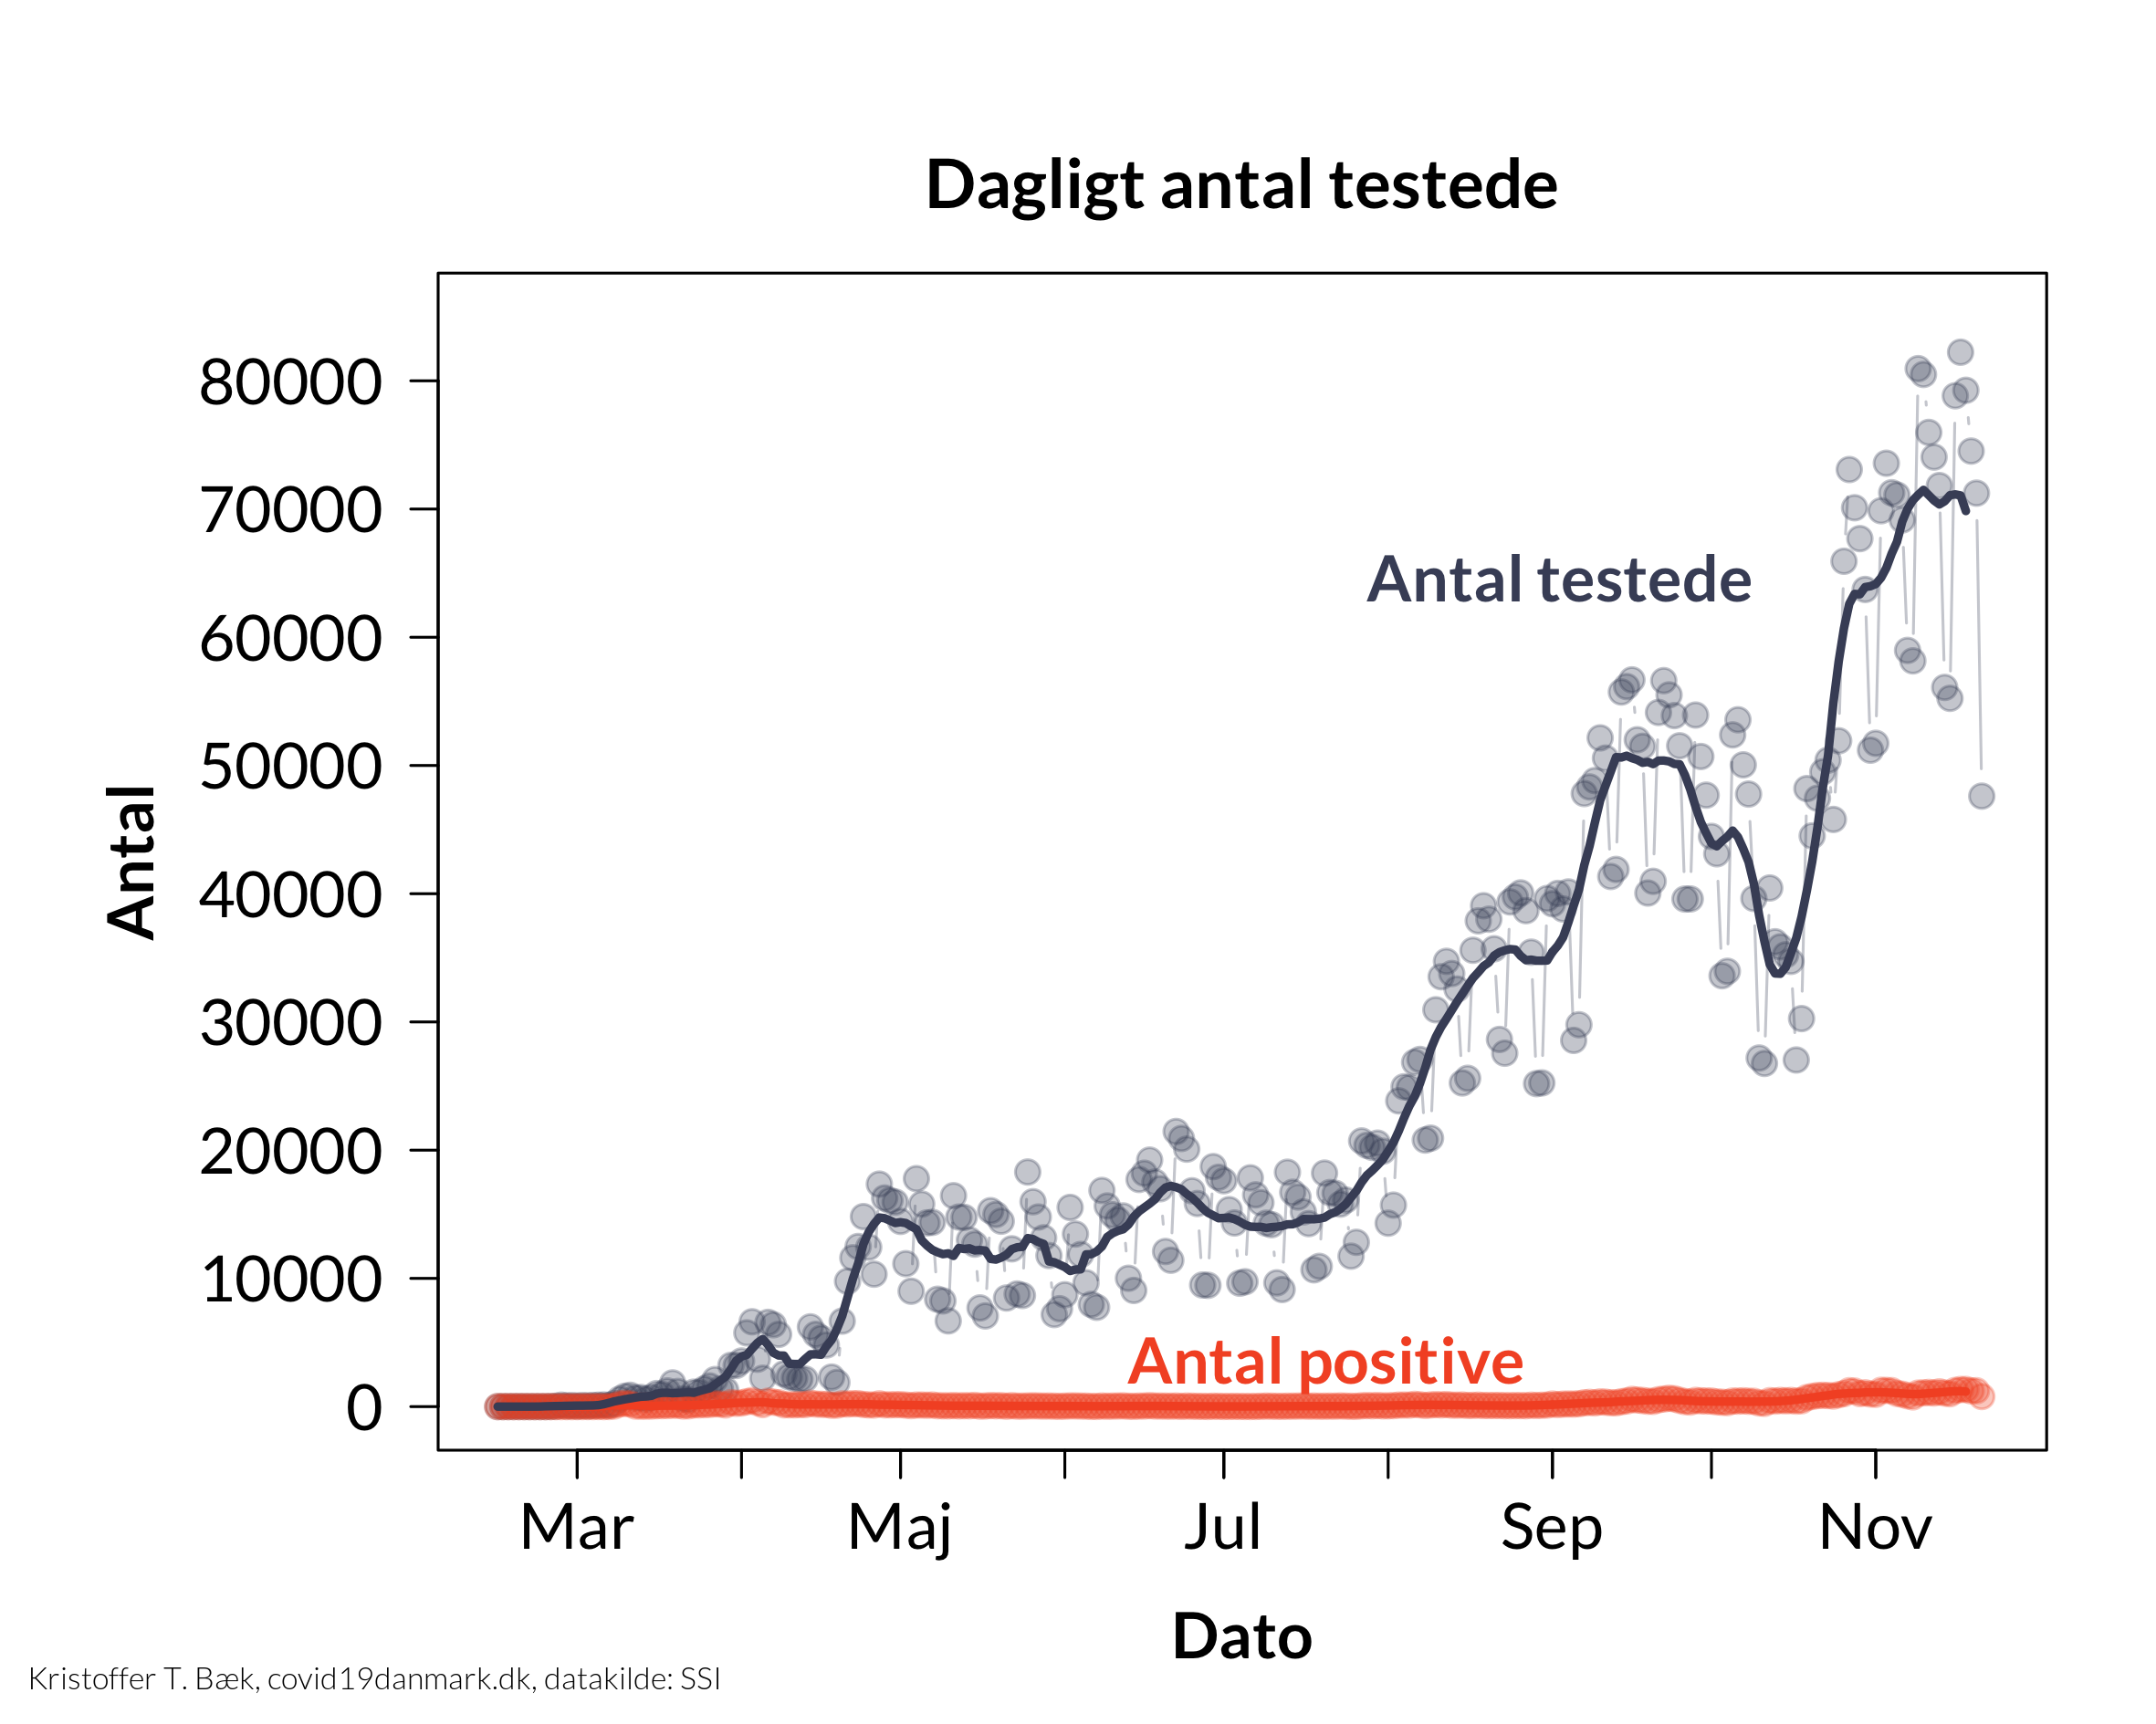 Dagligt antal testede
Antal
80000
70000
60000
50000
40000
30000
20000
10000
0
Antal testede
Antal positive
Mar
Maj
Jul
Sep
Nov
Dato
Kristoffer T. Bæk, covid19danmark.dk, datakilde: SSI